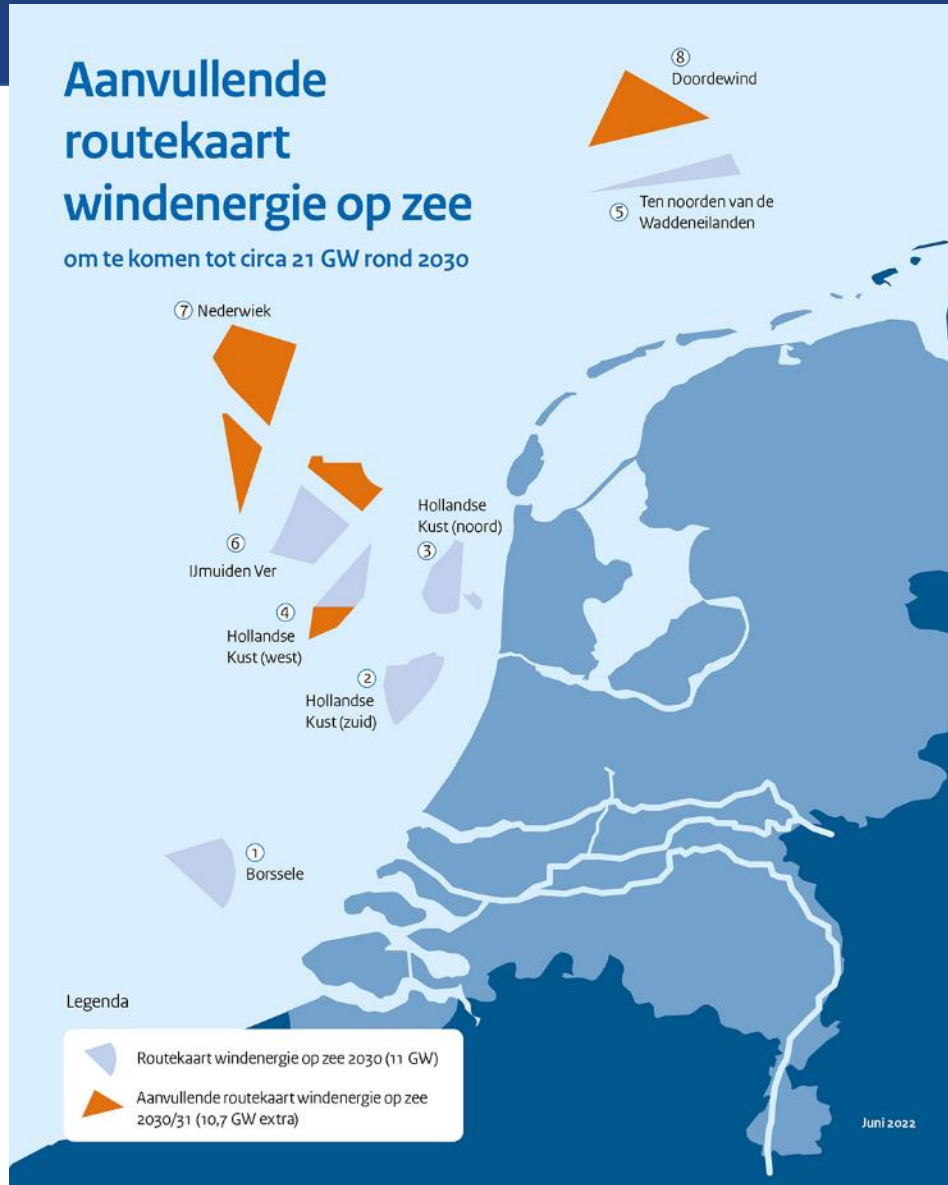 Aanvullende
routekaart
windenergie op zee
om te komen tot circa 21 GW rond 2030
8
Doordewind
5
Ten noorden van de
Waddeneilanden
7 Nederwiek
Hollandse
Kust (noord)
3
6
IJmuiden Ver
4
Hollandse
Kust (west)
2
Hollandse
Kust (zuid)
1
Borssele
Legenda
Routekaart windenergie op zee 2030 (11 GW)
Aanvullende routekaart windenergie op zee
2030/31 (10,7 GW extra)
Juni 2022